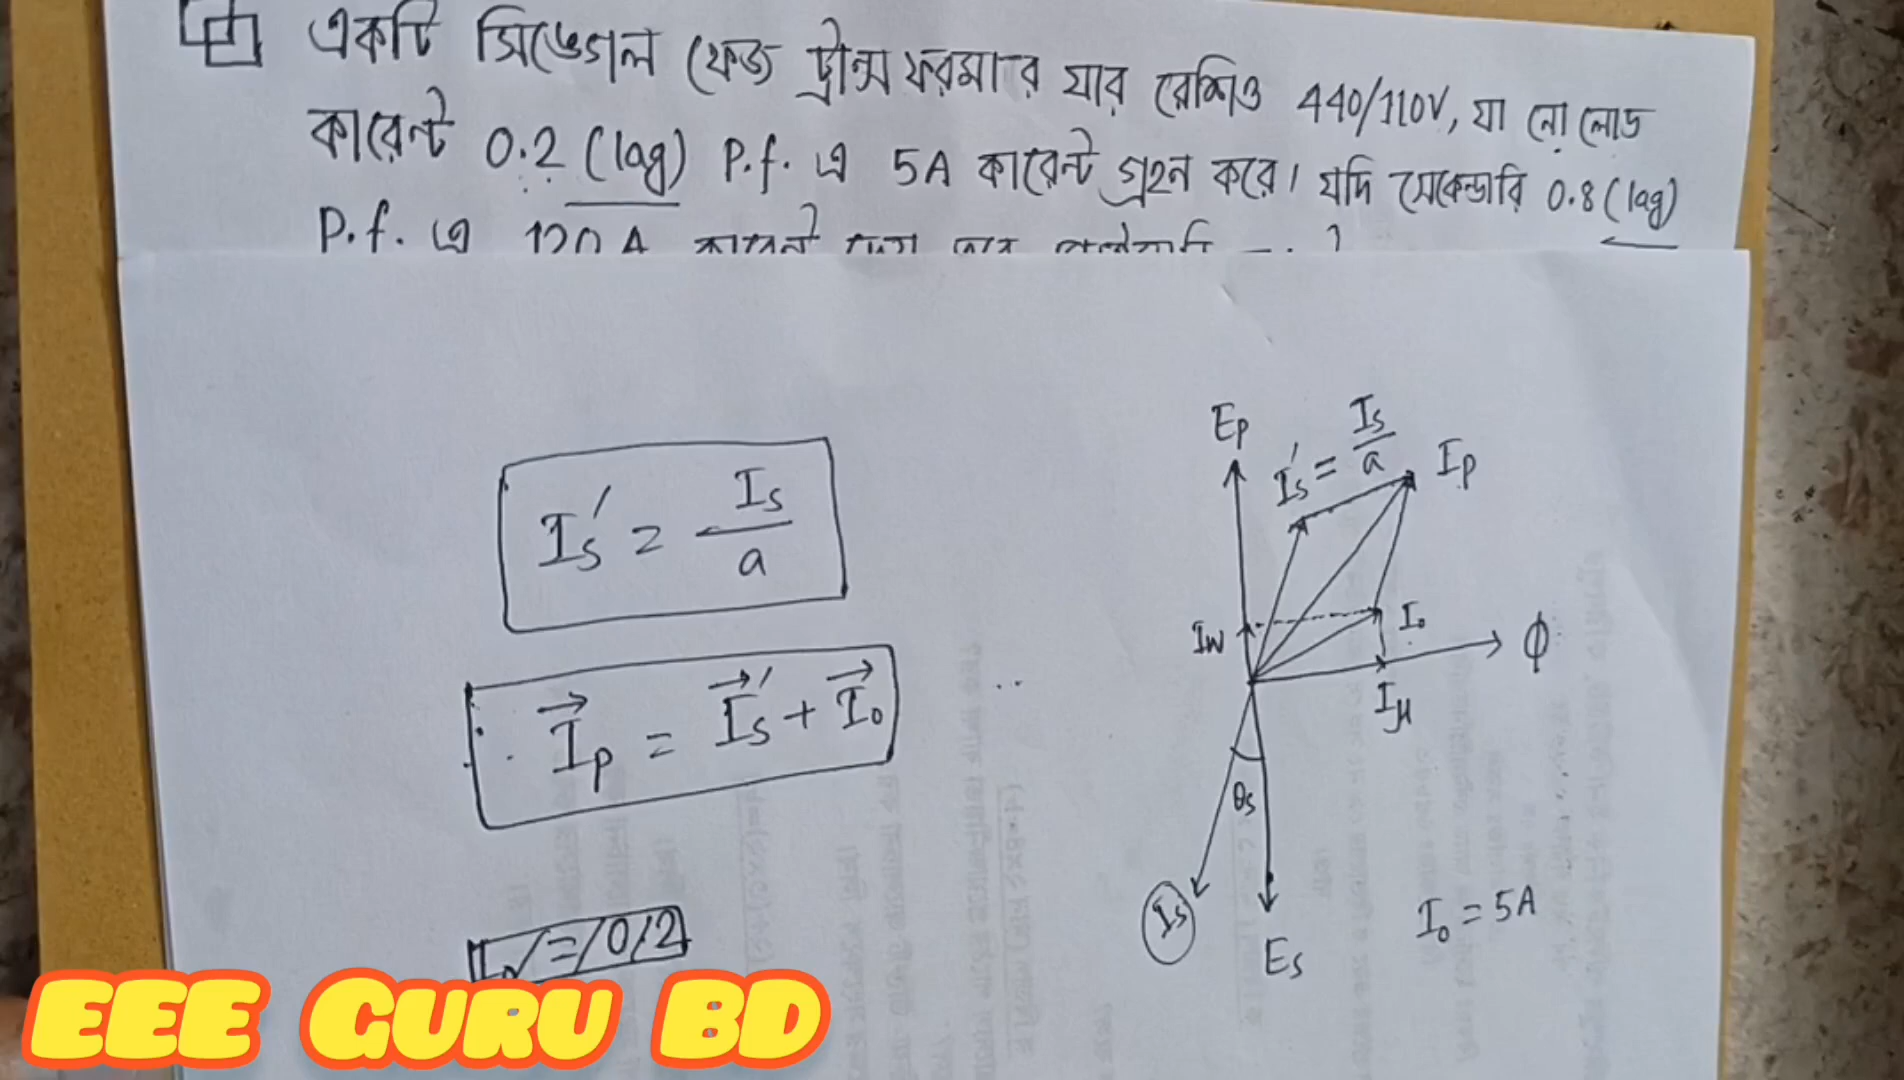 একটি সিঙ্গেল ফেজ ট্রান্সফরমার যার রেশিও 440/110V, যা নো লোড
কারেন্ট 0.2 (lag) P.f. এ 5A কারেন্ট গ্রহন করে। যদি সেকেন্ডারি 0.8 (lag)
P.f. এ 120 A কারেন্ট
Is' = Is/a
Ip = Is' + I₀
Ep
Is' = Is/a
Ip
Iw
I₀
ϕ
Iμ
θs
Is
Es
I₀ = 5A
EEE GURU BD